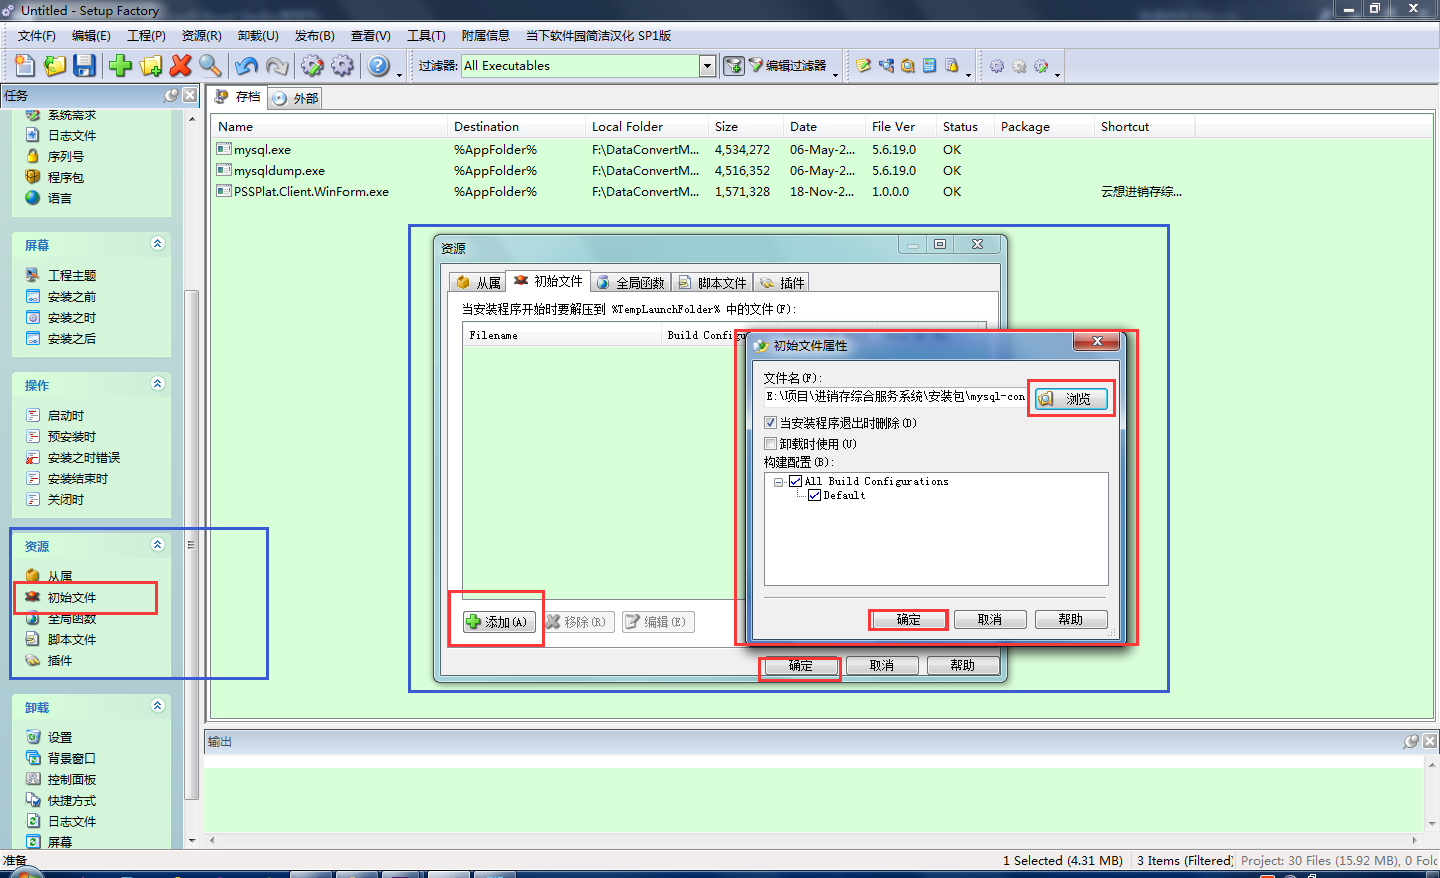 Untitled - Setup Factory
文件(F) 编辑(E) 工程(P) 资源(R) 卸载(U) 发布(B) 查看(V) 工具(T) 附属信息 当下软件园简洁汉化 SP1版
过滤器: All Executables 编辑过滤器
任务
系统需求
日志文件
序列号
程序包
语言
屏幕
工程主题
安装之前
安装之时
安装之后
操作
启动时
预安装时
安装之时错误
安装结束时
关闭时
资源
从属
初始文件
全局函数
脚本文件
插件
卸载
设置
背景窗口
控制面板
快捷方式
日志文件
屏幕
存档 外部
Name Destination Local Folder Size Date File Ver Status Package Shortcut
mysql.exe %AppFolder% F:\DataConvertM... 4,534,272 06-May-2... 5.6.19.0 OK
mysqldump.exe %AppFolder% F:\DataConvertM... 4,516,352 06-May-2... 5.6.19.0 OK
PSSPlat.Client.WinForm.exe %AppFolder% F:\DataConvertM... 1,571,328 18-Nov-2... 1.0.0.0 OK 云想进销存综...
资源
从属 初始文件 全局函数 脚本文件 插件
当安装程序开始时要解压到 %TempLaunchFolder% 中的文件(F):
Filename Build Config
添加(A) 移除(R) 编辑(E)
确定 取消 帮助
初始文件属性
文件名(F):
E:\项目\进销存综合服务系统\安装包\mysql-con 浏览
当安装程序退出时删除(D)
卸载时使用(U)
构建配置(B):
All Build Configurations
Default
确定 取消 帮助
输出
准备 1 Selected (4.31 MB) 3 Items (Filtered) Project: 30 Files (15.92 MB), 0 Fol